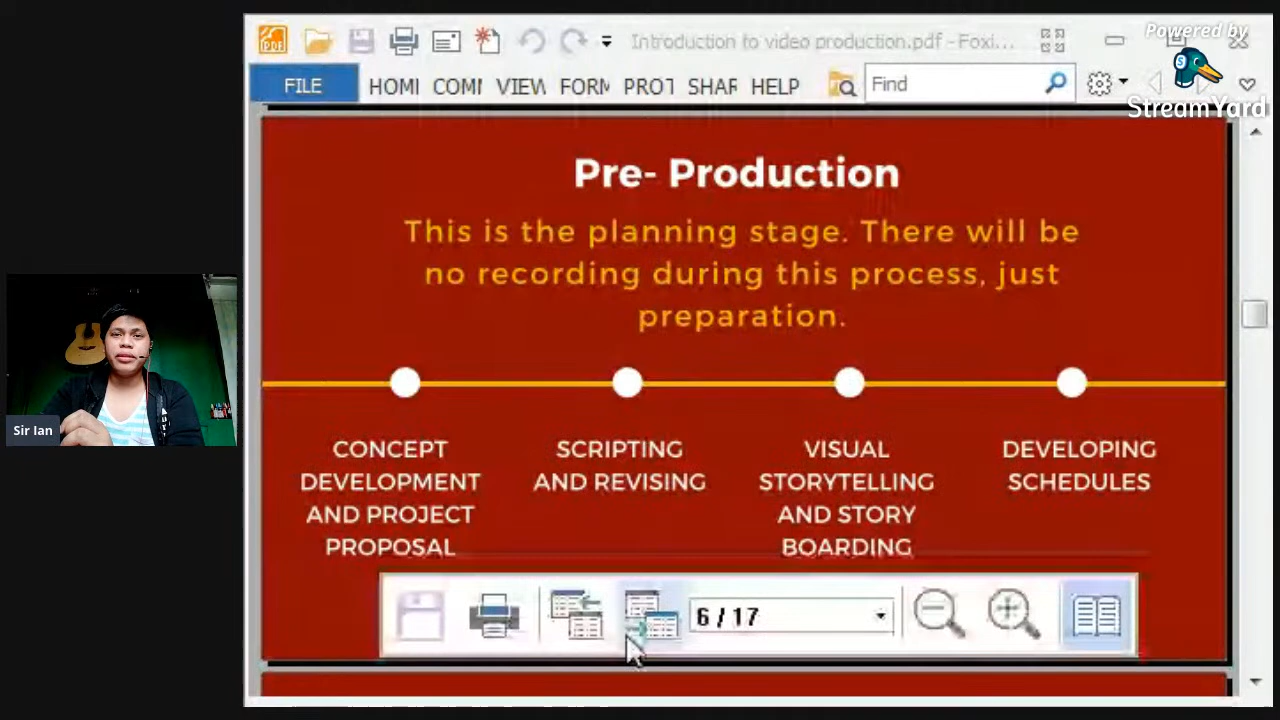 Introduction to video production.pdf - Foxi...
Powered by
StreamYard
FILE HOMI COMI VIEW FORM PROT SHAR HELP Find
Pre- Production
This is the planning stage. There will be
no recording during this process, just
preparation.
CONCEPT
DEVELOPMENT
AND PROJECT
PROPOSAL
SCRIPTING
AND REVISING
VISUAL
STORYTELLING
AND STORY
BOARDING
DEVELOPING
SCHEDULES
Sir Ian
6 / 17